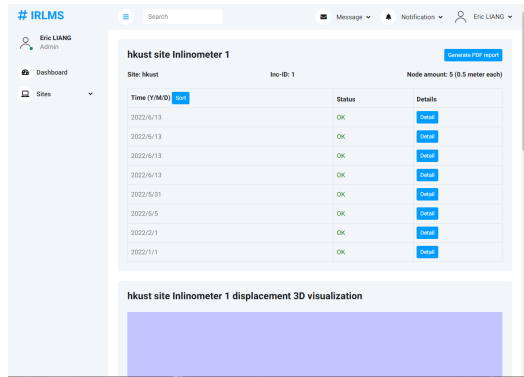 # IRLMS
Search
Message
Notification
Eric LIANG
Eric LIANG
Admin
Dashboard
Sites
hkust site Inlinometer 1
Generate PDF report
Site: hkust
Inc-ID: 1
Node amount: 5 (0.5 meter each)
Time (Y/M/D) Sort Status Details
2022/6/13 OK Detail
2022/6/13 OK Detail
2022/6/13 OK Detail
2022/6/13 OK Detail
2022/5/31 OK Detail
2022/5/5 OK Detail
2022/2/1 OK Detail
2022/1/1 OK Detail
hkust site Inlinometer 1 displacement 3D visualization